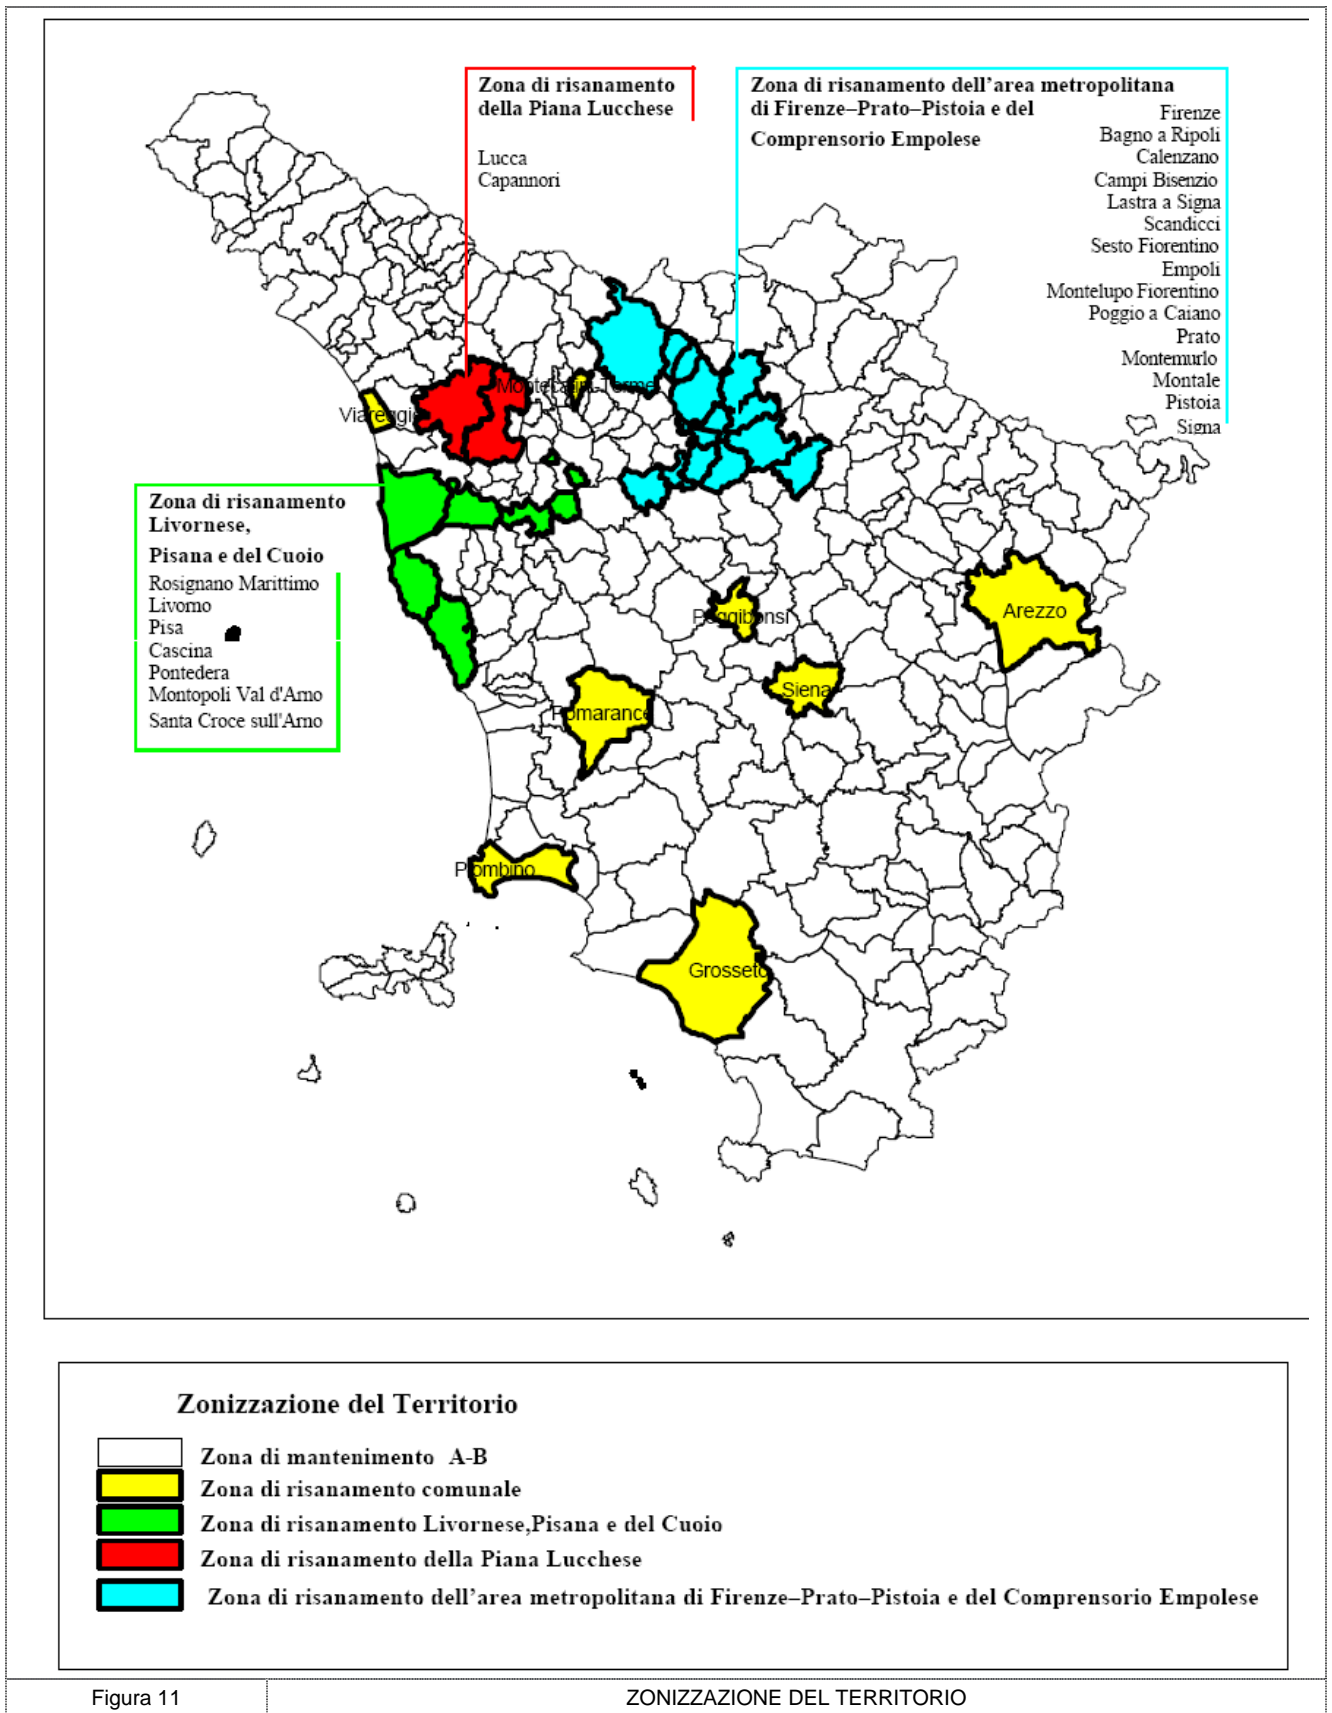 Zona di risanamento
della Piana Lucchese
Lucca
Capannori
Zona di risanamento dell'area metropolitana
di Firenze–Prato–Pistoia e del
Comprensorio Empolese
Firenze
Bagno a Ripoli
Calenzano
Campi Bisenzio
Lastra a Signa
Scandicci
Sesto Fiorentino
Empoli
Montelupo Fiorentino
Poggio a Caiano
Prato
Montemurlo
Montale
Pistoia
Signa
Montecatini-Terme
Viareggio
Zona di risanamento
Livornese,
Pisana e del Cuoio
Rosignano Marittimo
Livorno
Pisa
Cascina
Pontedera
Montopoli Val d'Arno
Santa Croce sull'Arno
Arezzo
Poggibonsi
Siena
Pomarance
Piombino
Grosseto
Zonizzazione del Territorio
Zona di mantenimento A-B
Zona di risanamento comunale
Zona di risanamento Livornese,Pisana e del Cuoio
Zona di risanamento della Piana Lucchese
Zona di risanamento dell'area metropolitana di Firenze–Prato–Pistoia e del Comprensorio Empolese
Figura 11
ZONIZZAZIONE DEL TERRITORIO